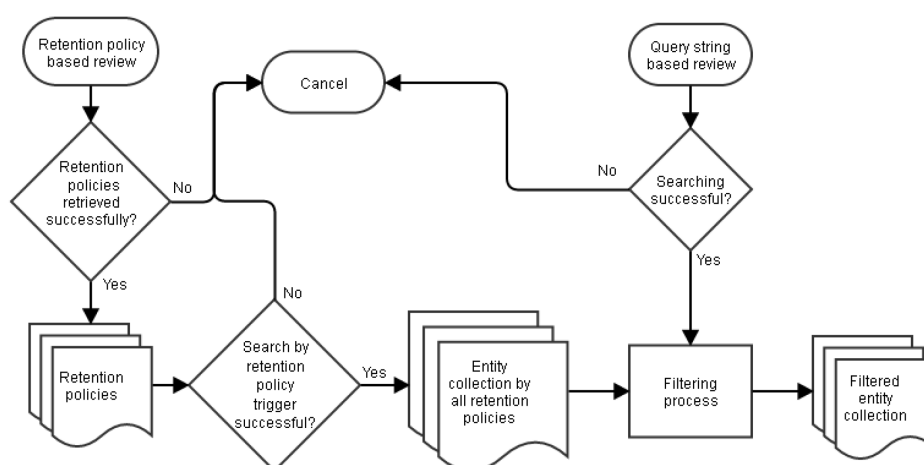 Retention policy
based review
Cancel
Query string
based review
Retention
policies
retrieved
successfully?
No
No
Searching
successful?
Yes
Yes
No
Search by
retention
policy
trigger
successful?
Yes
Retention
policies
Entity
collection by
all retention
policies
Filtering
process
Filtered
entity
collection